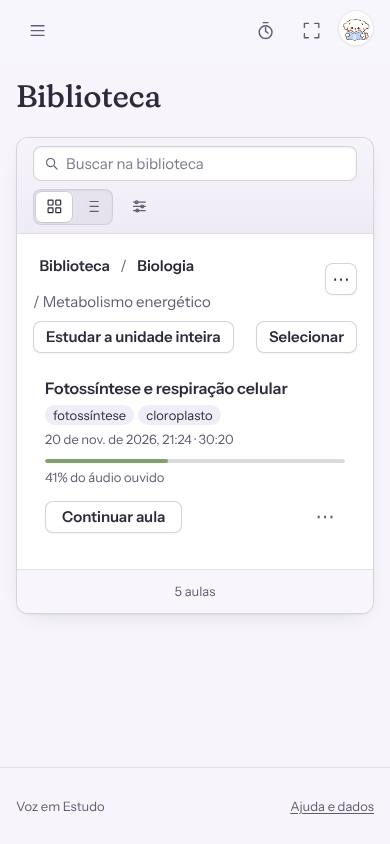 Biblioteca
Buscar na biblioteca
Biblioteca / Biologia
/ Metabolismo energético
Estudar a unidade inteira Selecionar
Fotossíntese e respiração celular
fotossíntese cloroplasto
20 de nov. de 2026, 21:24 · 30:20
41% do áudio ouvido
Continuar aula
5 aulas
Voz em Estudo Ajuda e dados